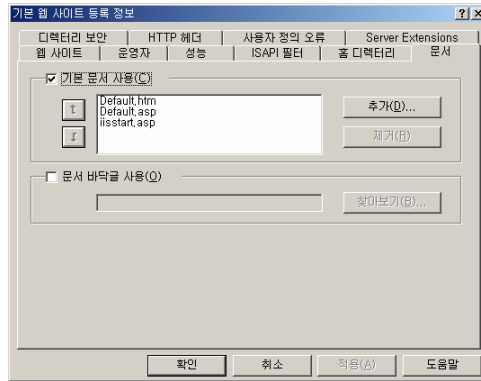 기본 웹 사이트 등록 정보
디렉터리 보안 HTTP 헤더 사용자 정의 오류 Server Extensions
웹 사이트 운영자 성능 ISAPI 필터 홈 디렉터리 문서
기본 문서 사용(C)
Default.htm
Default.asp
iisstart.asp
추가(D)...
제거(R)
문서 바닥글 사용(O)
찾아보기(B)...
확인 취소 적용(A) 도움말